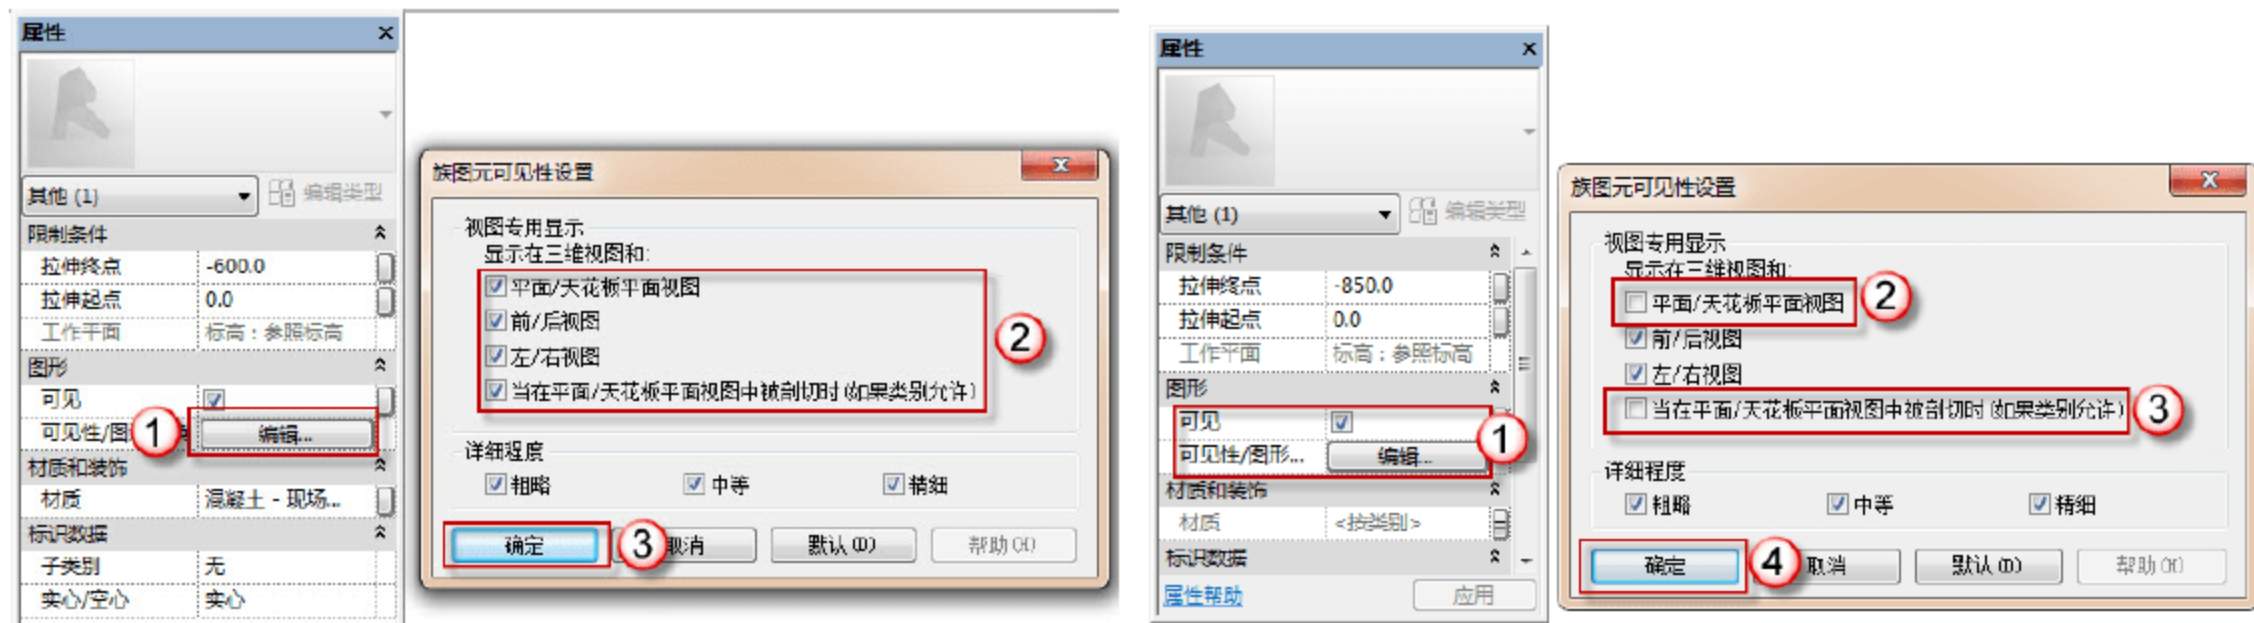 属性
其他 (1)
编辑类型
限制条件
拉伸终点 -600.0
拉伸起点 0.0
工作平面 标高：参照标高
图形
可见
可见性/图
编辑...
1
材质和装饰
材质 混凝土 - 现场...
标识数据
子类别 无
实心/空心 实心
族图元可见性设置
视图专用显示
显示在三维视图和:
平面/天花板平面视图
前/后视图
左/右视图
当在平面/天花板平面视图中被剖切时(如果类别允许)
2
详细程度
粗略 中等 精细
确定 3 取消 默认(D) 帮助(H)
属性
其他 (1)
编辑类型
限制条件
拉伸终点 -850.0
拉伸起点 0.0
工作平面 标高：参照标高
图形
可见
可见性/图形... 编辑...
1
材质和装饰
材质 <按类别>
标识数据
属性帮助 应用
族图元可见性设置
视图专用显示
显示在三维视图和:
平面/天花板平面视图
2
前/后视图
左/右视图
当在平面/天花板平面视图中被剖切时(如果类别允许)
3
详细程度
粗略 中等 精细
确定 4 取消 默认(D) 帮助(H)